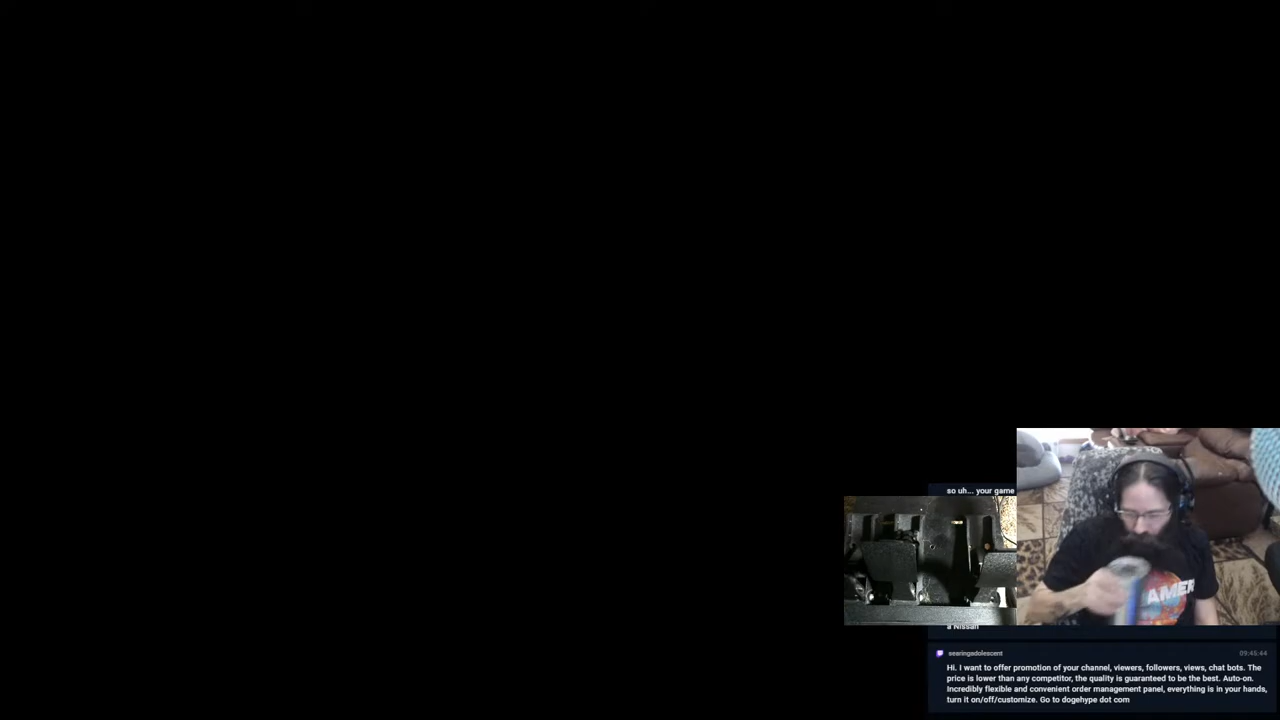 so uh... your game
AMER
a Nissan
searingadolescent 09:45:44
Hi. I want to offer promotion of your channel, viewers, followers, views, chat bots. The
price is lower than any competitor, the quality is guaranteed to be the best. Auto-on.
Incredibly flexible and convenient order management panel, everything is in your hands,
turn it on/off/customize. Go to dogehype dot com